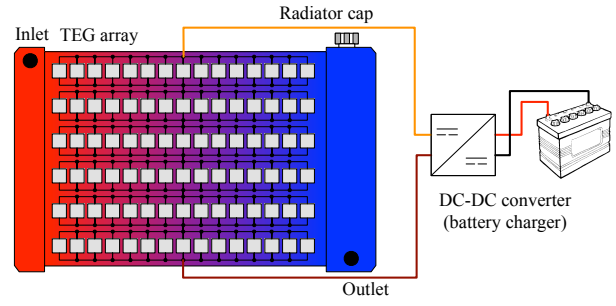 Radiator cap
Inlet TEG array
DC-DC converter
(battery charger)
Outlet